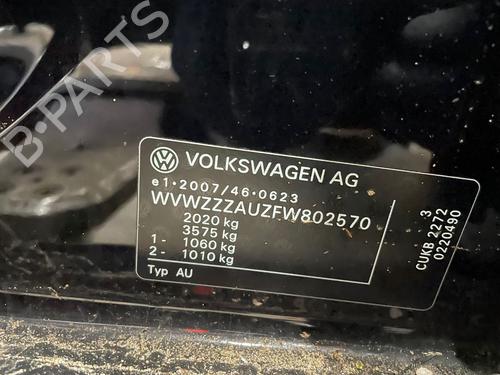 B-PARTS
VOLKSWAGEN AG
e1*2007/46*0623
WVWZZZAUZFW802570
2020 kg
3575 kg
1- 1060 kg
2- 1010 kg
Typ AU
3
CUKB 2272
0220490